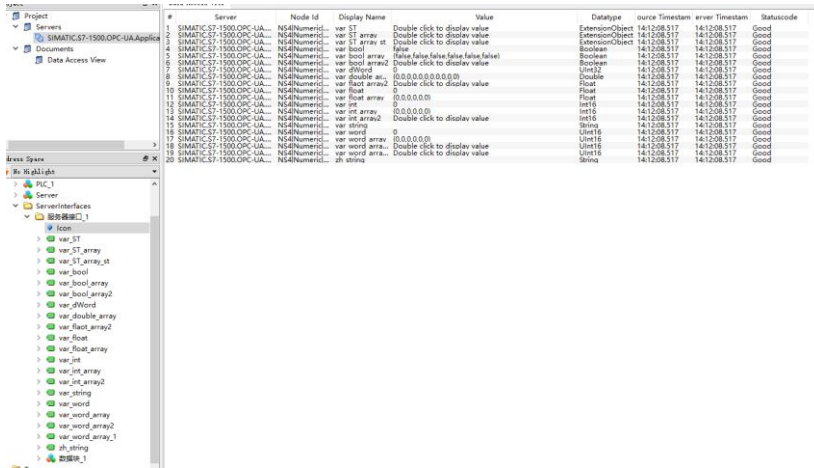 Project
Servers
SIMATIC.S7-1500.OPC-UA.Applica
Documents
Data Access View
# Server Node Id Display Name Value Datatype ource Timestam erver Timestam Statuscode
1 SIMATIC.S7-1500.OPC-UA.... NS4|Numeric|... var ST Double click to display value ExtensionObject 14:12:08.517 14:12:08.517 Good
2 SIMATIC.S7-1500.OPC-UA.... NS4|Numeric|... var ST array Double click to display value ExtensionObject 14:12:08.517 14:12:08.517 Good
3 SIMATIC.S7-1500.OPC-UA.... NS4|Numeric|... var ST array st Double click to display value ExtensionObject 14:12:08.517 14:12:08.517 Good
4 SIMATIC.S7-1500.OPC-UA.... NS4|Numeric|... var bool false Boolean 14:12:08.517 14:12:08.517 Good
5 SIMATIC.S7-1500.OPC-UA.... NS4|Numeric|... var bool array {false,false,false,false,false,false} Boolean 14:12:08.517 14:12:08.517 Good
6 SIMATIC.S7-1500.OPC-UA.... NS4|Numeric|... var bool array2 Double click to display value Boolean 14:12:08.517 14:12:08.517 Good
7 SIMATIC.S7-1500.OPC-UA.... NS4|Numeric|... var dWord 0 UInt32 14:12:08.517 14:12:08.517 Good
8 SIMATIC.S7-1500.OPC-UA.... NS4|Numeric|... var double ar... Double 14:12:08.517 14:12:08.517 Good
9 SIMATIC.S7-1500.OPC-UA.... NS4|Numeric|... var flaot array2 Double click to display value Float 14:12:08.517 14:12:08.517 Good
10 SIMATIC.S7-1500.OPC-UA.... NS4|Numeric|... var float 0 Float 14:12:08.517 14:12:08.517 Good
11 SIMATIC.S7-1500.OPC-UA.... NS4|Numeric|... var float array {0,0,0,0,0,0} Float 14:12:08.517 14:12:08.517 Good
12 SIMATIC.S7-1500.OPC-UA.... NS4|Numeric|... var int 0 Int16 14:12:08.517 14:12:08.517 Good
13 SIMATIC.S7-1500.OPC-UA.... NS4|Numeric|... var int array {0,0,0,0,0,0} Int16 14:12:08.517 14:12:08.517 Good
14 SIMATIC.S7-1500.OPC-UA.... NS4|Numeric|... var int array2 Double click to display value Int16 14:12:08.517 14:12:08.517 Good
15 SIMATIC.S7-1500.OPC-UA.... NS4|Numeric|... var string String 14:12:08.517 14:12:08.517 Good
16 SIMATIC.S7-1500.OPC-UA.... NS4|Numeric|... var word 0 UInt16 14:12:08.517 14:12:08.517 Good
17 SIMATIC.S7-1500.OPC-UA.... NS4|Numeric|... var word array {0,0,0,0,0,0} UInt16 14:12:08.517 14:12:08.517 Good
18 SIMATIC.S7-1500.OPC-UA.... NS4|Numeric|... var word arra... Double click to display value UInt16 14:12:08.517 14:12:08.517 Good
19 SIMATIC.S7-1500.OPC-UA.... NS4|Numeric|... var word arra... Double click to display value UInt16 14:12:08.517 14:12:08.517 Good
20 SIMATIC.S7-1500.OPC-UA.... NS4|Numeric|... zh string String 14:12:08.517 14:12:08.517 Good
dress Space
No Highlight
PLC_1
Server
ServerInterfaces
服务器接口_1
Icon
var_ST
var_ST_array
var_ST_array_st
var_bool
var_bool_array
var_bool_array2
var_dWord
var_double_array
var_flaot_array2
var_float
var_float_array
var_int
var_int_array
var_int_array2
var_string
var_word
var_word_array
var_word_array2
var_word_array_1
zh_string
数据块_1